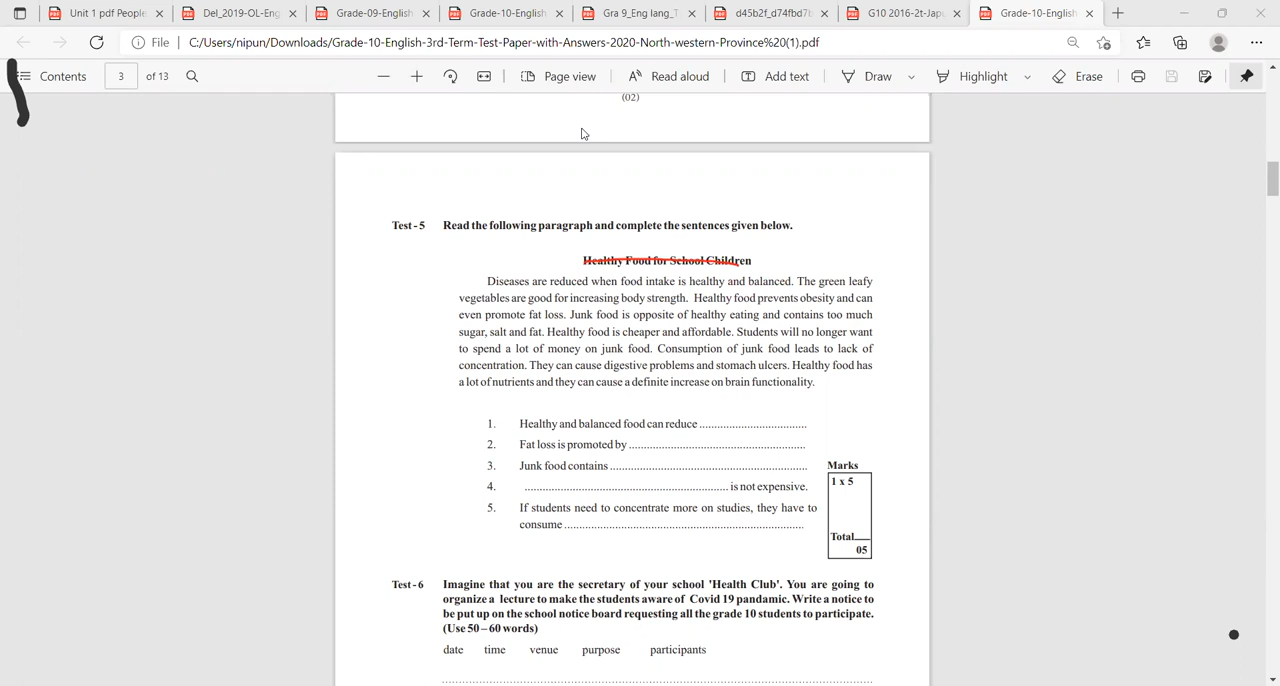 Unit 1 pdf People
Del_2019-OL-Eng
Grade-09-English
Grade-10-English
Gra 9_Eng lang_T
d45b2f_d74fbd7b
G10 2016-2t-Japu
Grade-10-English
File C:/Users/nipun/Downloads/Grade-10-English-3rd-Term-Test-Paper-with-Answers-2020-North-western-Province%20(1).pdf
Contents 3 of 13 Page view Read aloud Add text Draw Highlight Erase
(02)
Test - 5 Read the following paragraph and complete the sentences given below.
Healthy Food for School Children
Diseases are reduced when food intake is healthy and balanced. The green leafy
vegetables are good for increasing body strength. Healthy food prevents obesity and can
even promote fat loss. Junk food is opposite of healthy eating and contains too much
sugar, salt and fat. Healthy food is cheaper and affordable. Students will no longer want
to spend a lot of money on junk food. Consumption of junk food leads to lack of
concentration. They can cause digestive problems and stomach ulcers. Healthy food has
a lot of nutrients and they can cause a definite increase on brain functionality.
1. Healthy and balanced food can reduce ....................................
2. Fat loss is promoted by ...........................................................
3. Junk food contains ..................................................................
4. .................................................................... is not expensive.
5. If students need to concentrate more on studies, they have to
consume ................................................................................
Marks
1 x 5
Total
05
Test - 6 Imagine that you are the secretary of your school 'Health Club'. You are going to
organize a lecture to make the students aware of Covid 19 pandamic. Write a notice to
be put up on the school notice board requesting all the grade 10 students to participate.
(Use 50 – 60 words)
date time venue purpose participants